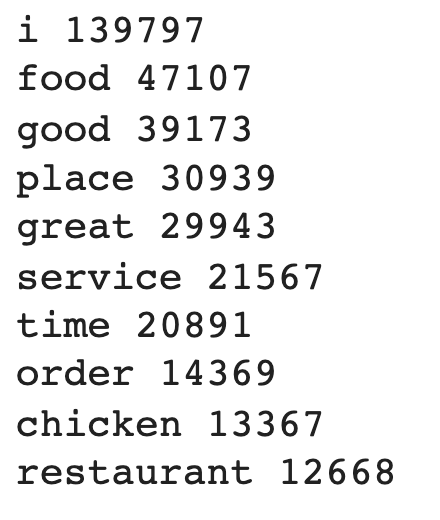 i 139797
food 47107
good 39173
place 30939
great 29943
service 21567
time 20891
order 14369
chicken 13367
restaurant 12668